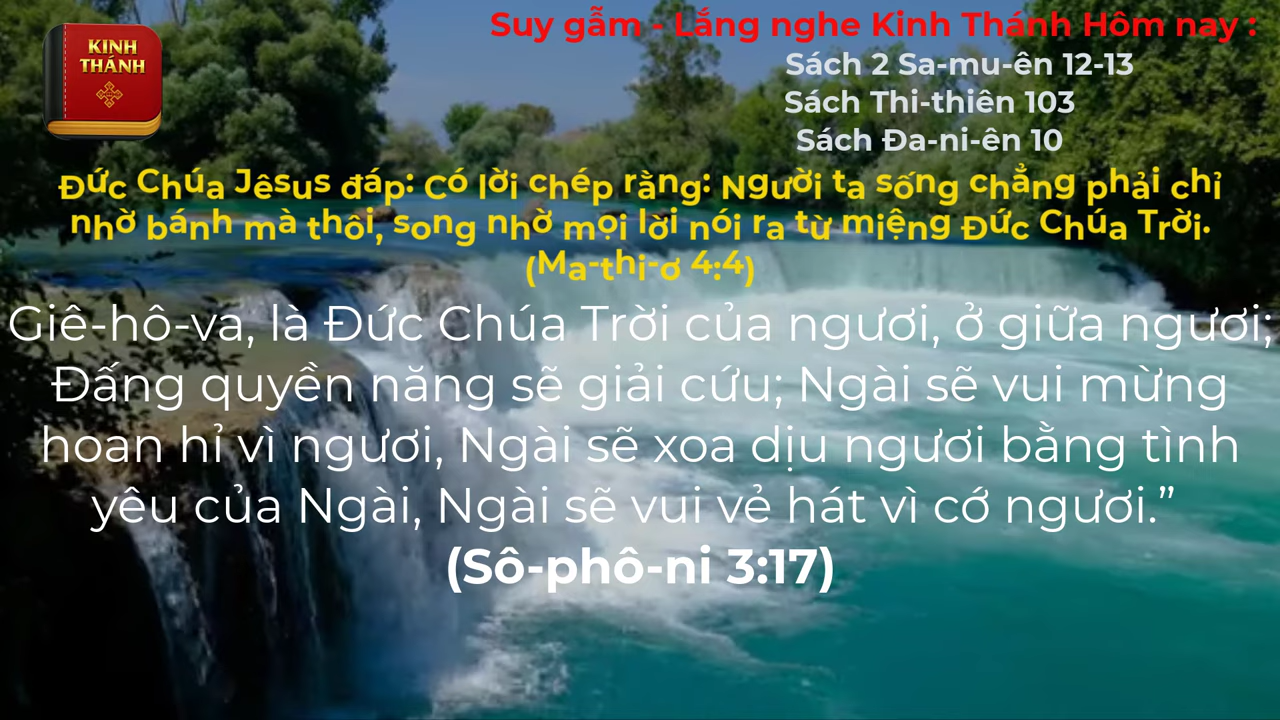 KINH
THÁNH
Suy gẫm - Lắng nghe Kinh Thánh Hôm nay :
Sách 2 Sa-mu-ên 12-13
Sách Thi-thiên 103
Sách Đa-ni-ên 10
Đức Chúa Jêsus đáp: Có lời chép rằng: Người ta sống chẳng phải chỉ
nhờ bánh mà thôi, song nhờ mọi lời nói ra từ miệng Đức Chúa Trời.
(Ma-thi-ơ 4:4)
Giê-hô-va, là Đức Chúa Trời của ngươi, ở giữa ngươi;
Đấng quyền năng sẽ giải cứu; Ngài sẽ vui mừng
hoan hỉ vì ngươi, Ngài sẽ xoa dịu ngươi bằng tình
yêu của Ngài, Ngài sẽ vui vẻ hát vì cớ ngươi.”
(Sô-phô-ni 3:17)